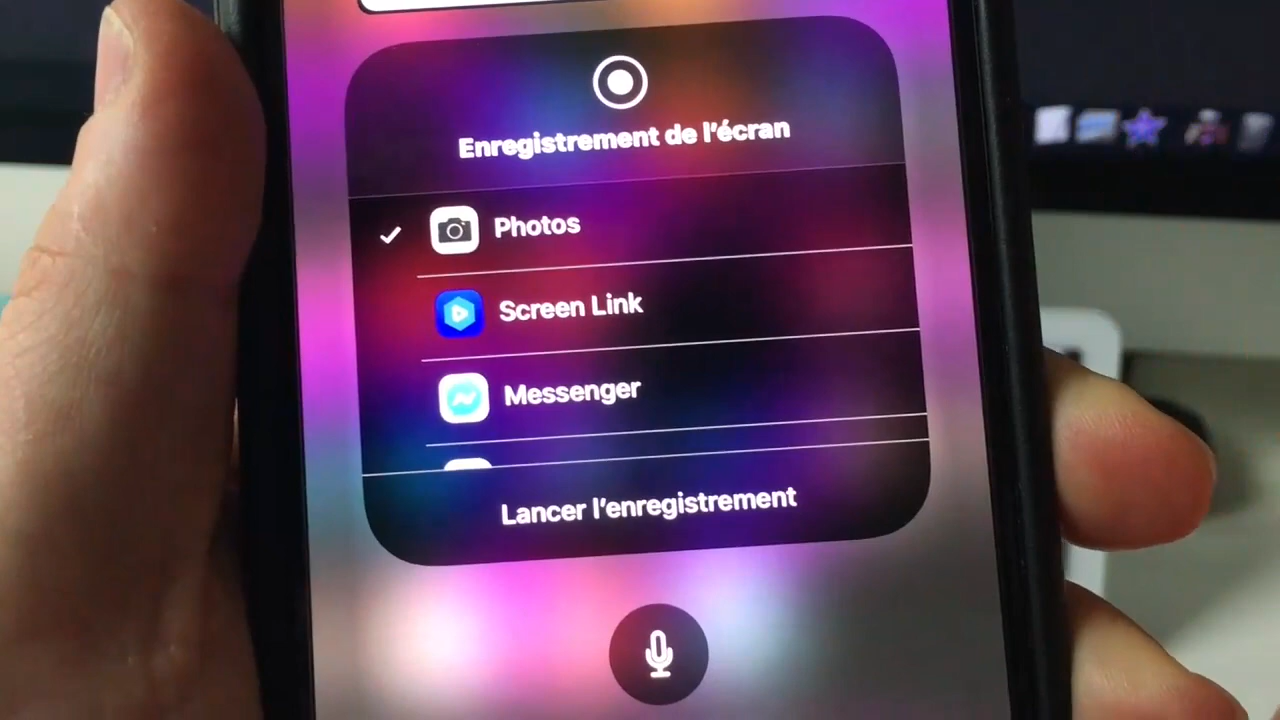 Enregistrement de l'écran
Photos
Screen Link
Messenger
Lancer l'enregistrement